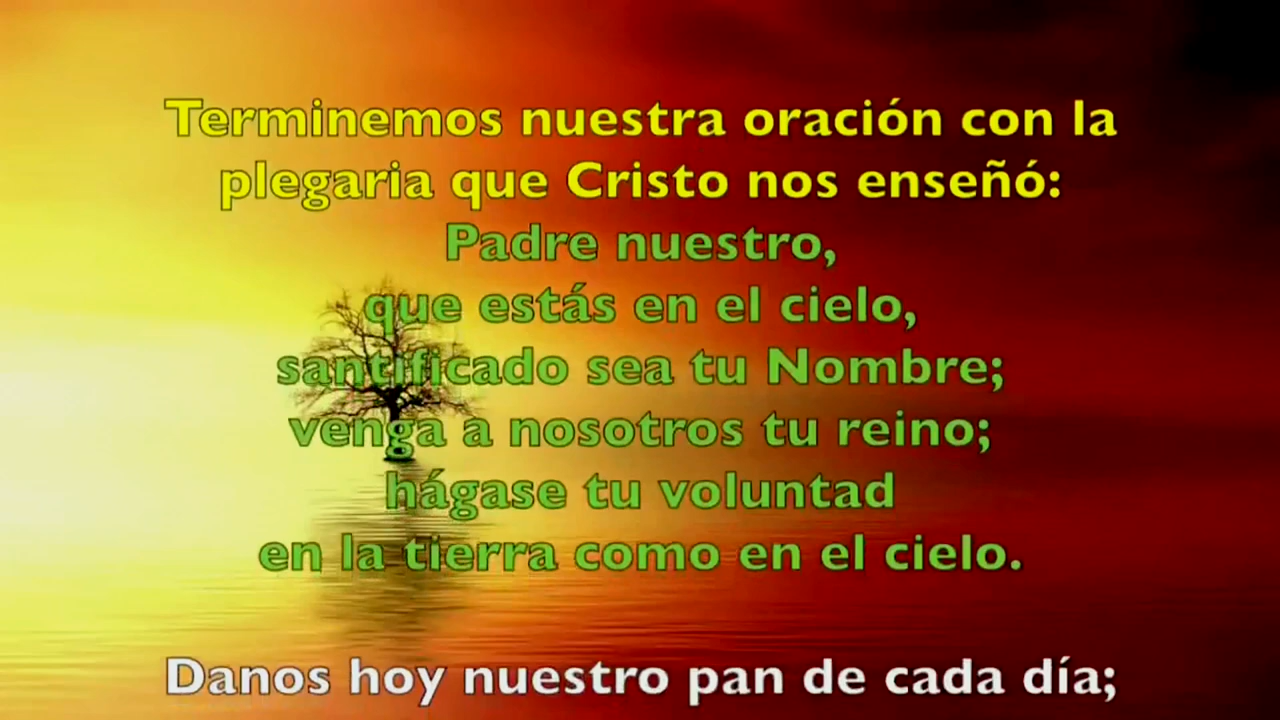 Terminemos nuestra oración con la
plegaria que Cristo nos enseñó:
Padre nuestro,
que estás en el cielo,
santificado sea tu Nombre;
venga a nosotros tu reino;
hágase tu voluntad
en la tierra como en el cielo.
Danos hoy nuestro pan de cada día;